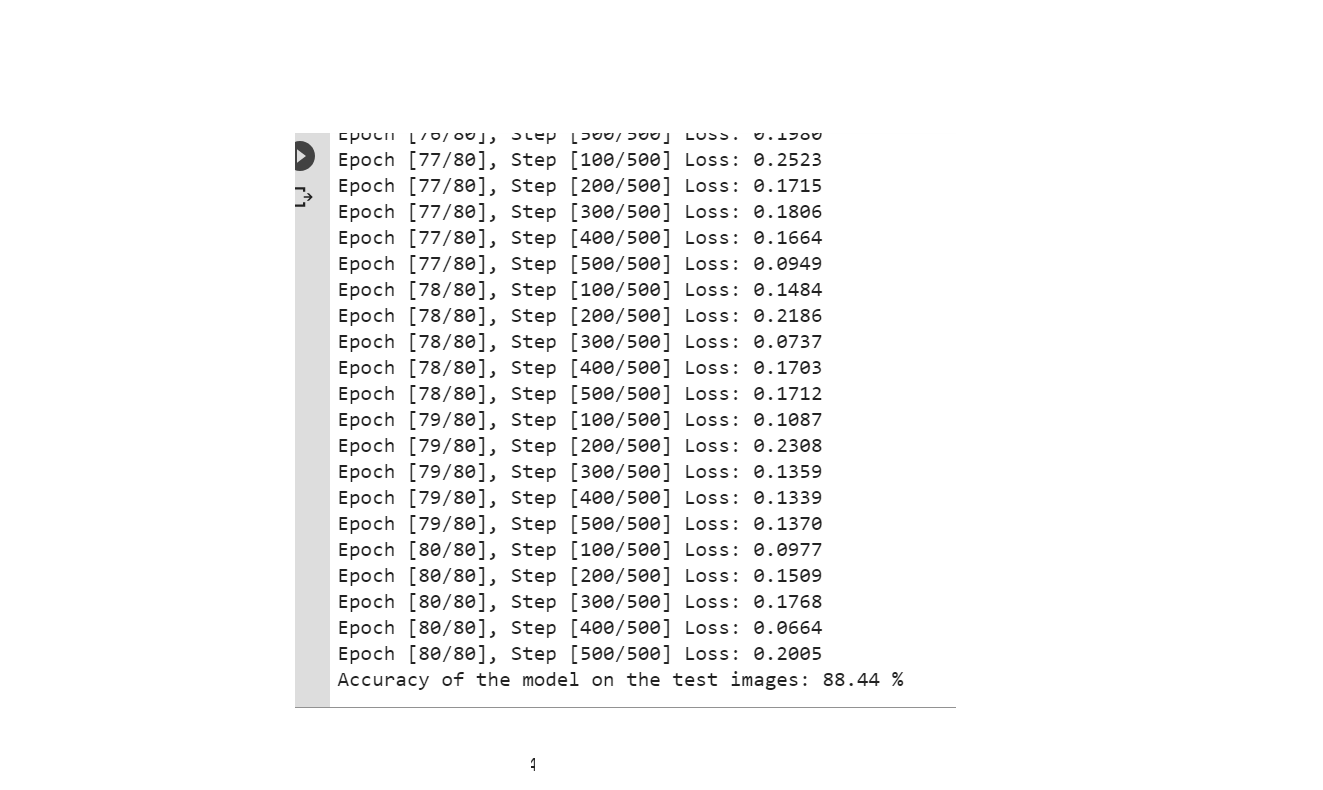 Epoch [76/80], Step [500/500] Loss: 0.1980
Epoch [77/80], Step [100/500] Loss: 0.2523
Epoch [77/80], Step [200/500] Loss: 0.1715
Epoch [77/80], Step [300/500] Loss: 0.1806
Epoch [77/80], Step [400/500] Loss: 0.1664
Epoch [77/80], Step [500/500] Loss: 0.0949
Epoch [78/80], Step [100/500] Loss: 0.1484
Epoch [78/80], Step [200/500] Loss: 0.2186
Epoch [78/80], Step [300/500] Loss: 0.0737
Epoch [78/80], Step [400/500] Loss: 0.1703
Epoch [78/80], Step [500/500] Loss: 0.1712
Epoch [79/80], Step [100/500] Loss: 0.1087
Epoch [79/80], Step [200/500] Loss: 0.2308
Epoch [79/80], Step [300/500] Loss: 0.1359
Epoch [79/80], Step [400/500] Loss: 0.1339
Epoch [79/80], Step [500/500] Loss: 0.1370
Epoch [80/80], Step [100/500] Loss: 0.0977
Epoch [80/80], Step [200/500] Loss: 0.1509
Epoch [80/80], Step [300/500] Loss: 0.1768
Epoch [80/80], Step [400/500] Loss: 0.0664
Epoch [80/80], Step [500/500] Loss: 0.2005
Accuracy of the model on the test images: 88.44 %